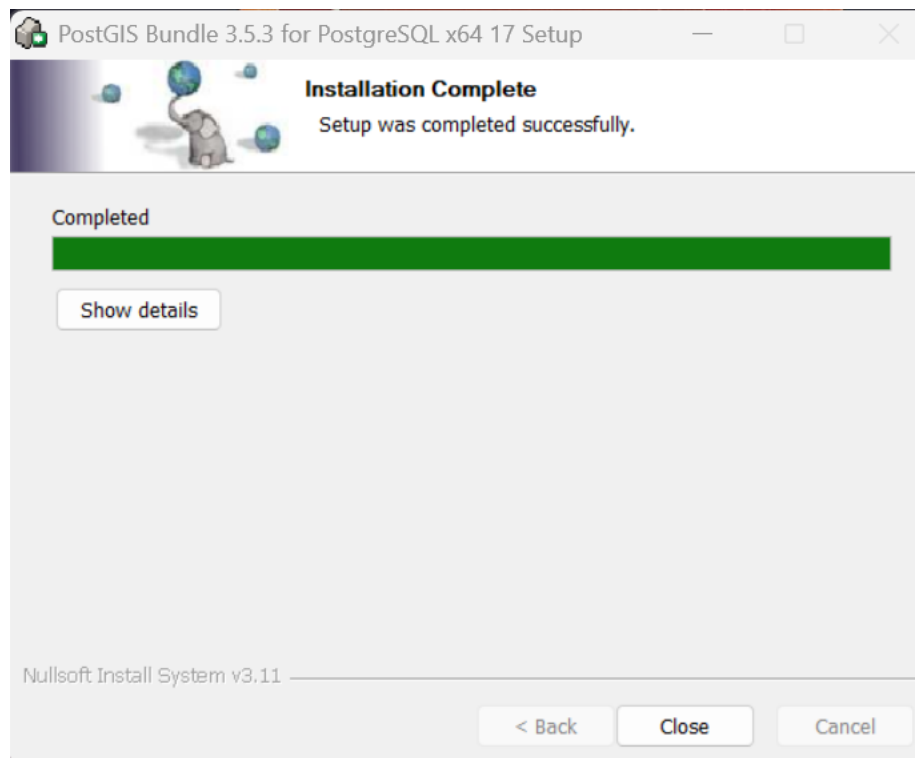 PostGIS Bundle 3.5.3 for PostgreSQL x64 17 Setup
Installation Complete
Setup was completed successfully.
Completed
Show details
Nullsoft Install System v3.11
< Back
Close
Cancel